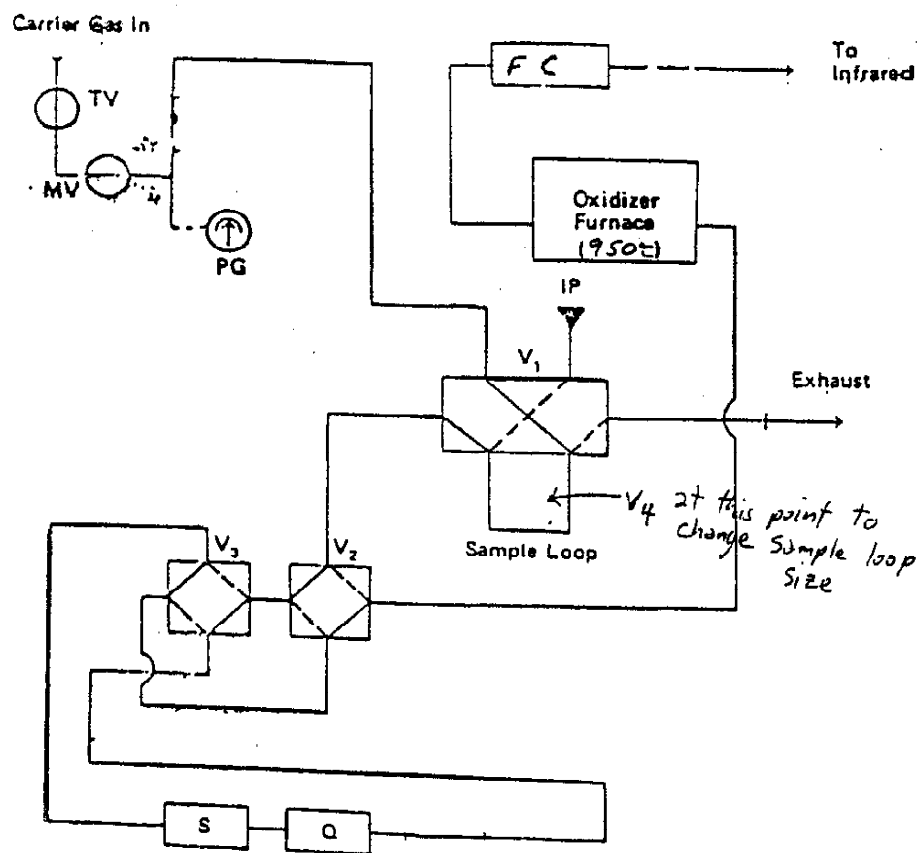 Carrier Gas In
TV
MV
PG
F C
To
Infrared
Oxidizer
Furnace
(950℃)
IP
V1
Exhaust
V4 at this point to
change Sample loop
Size
Sample Loop
V3
V2
S
Q